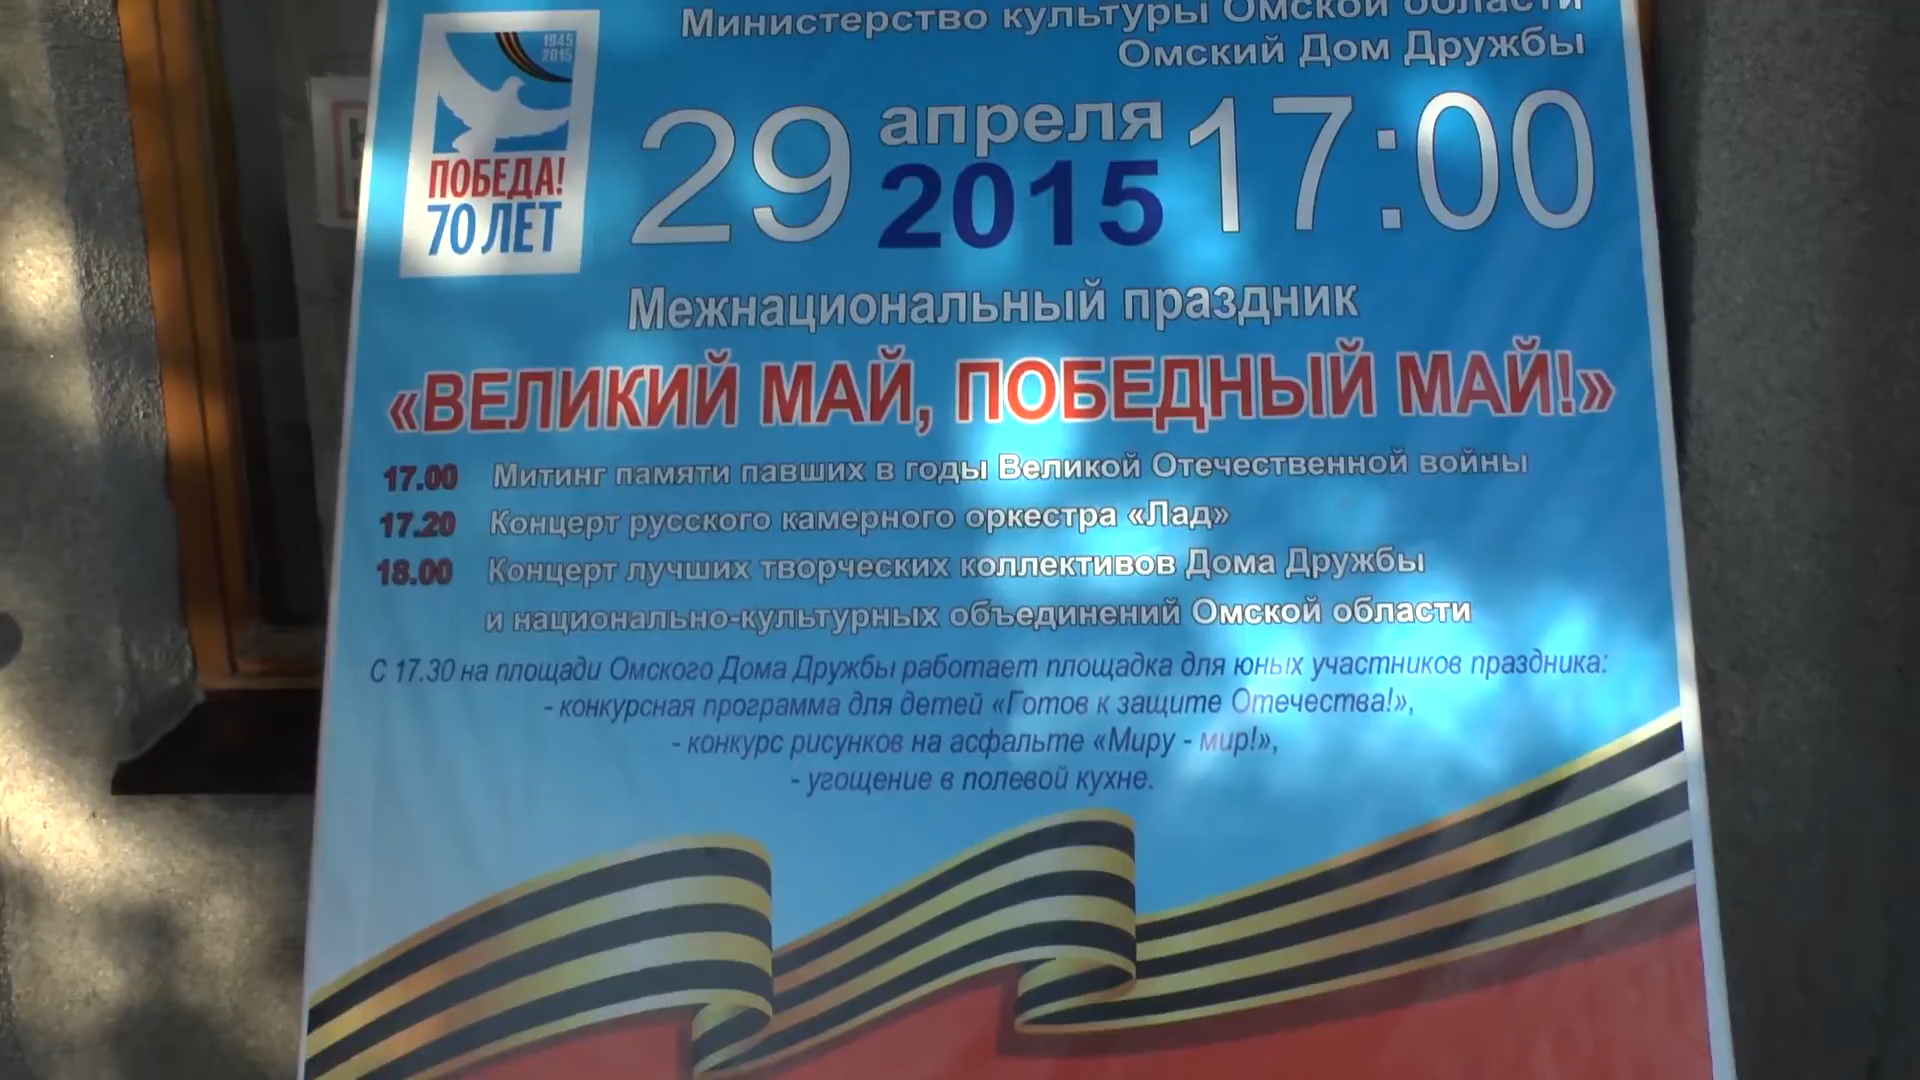 Министерство культуры Омской области
Омский Дом Дружбы
1945
2015
ПОБЕДА!
70 ЛЕТ
29 апреля 2015 17:00
Межнациональный праздник
«ВЕЛИКИЙ МАЙ, ПОБЕДНЫЙ МАЙ!»
17.00 Митинг памяти павших в годы Великой Отечественной войны
17.20 Концерт русского камерного оркестра «Лад»
18.00 Концерт лучших творческих коллективов Дома Дружбы
и национально-культурных объединений Омской области
С 17.30 на площади Омского Дома Дружбы работает площадка для юных участников праздника:
- конкурсная программа для детей «Готов к защите Отечества!»,
- конкурс рисунков на асфальте «Миру - мир!»,
- угощение в полевой кухне.